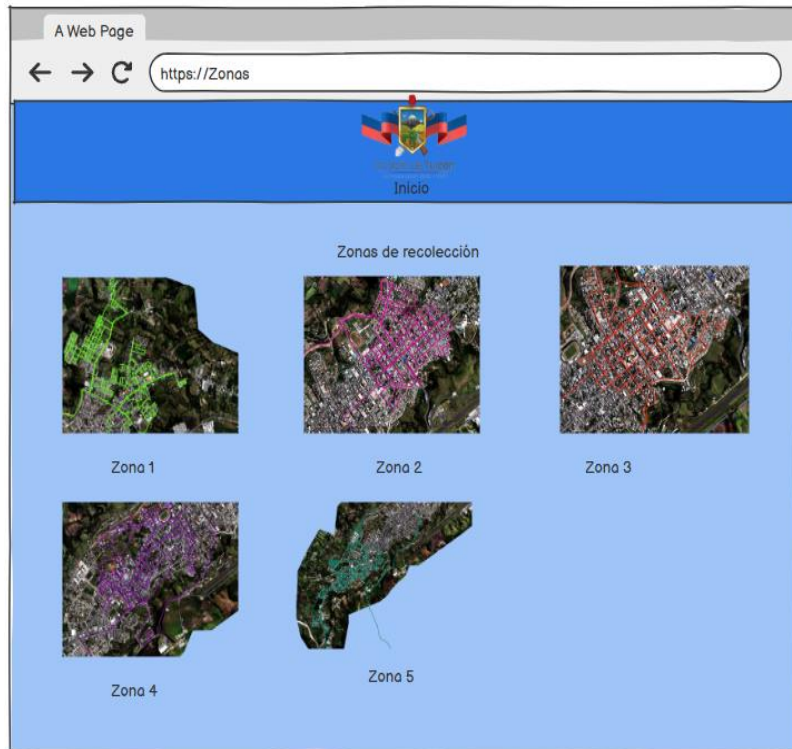 A Web Page
https://Zonas
Inicio
Zonas de recolección
Zona 1
Zona 2
Zona 3
Zona 4
Zona 5